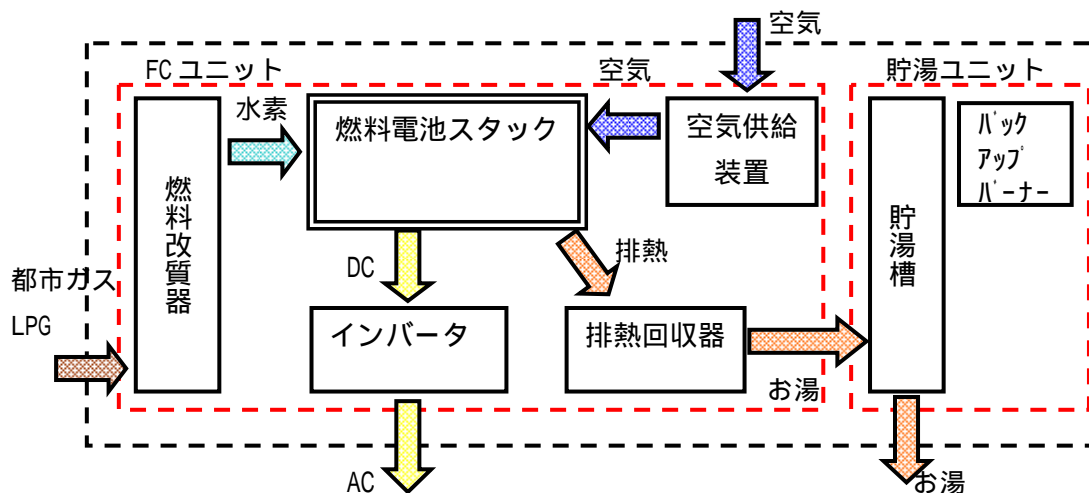 空気
FCユニット
空気
貯湯ユニット
水素
燃料電池スタック
空気供給
装置
ﾊﾞｯｸ
ｱｯﾌﾟ
ﾊﾞｰﾅｰ
燃料改質器
貯湯槽
排熱
DC
都市ガス
LPG
インバータ
排熱回収器
お湯
AC
お湯